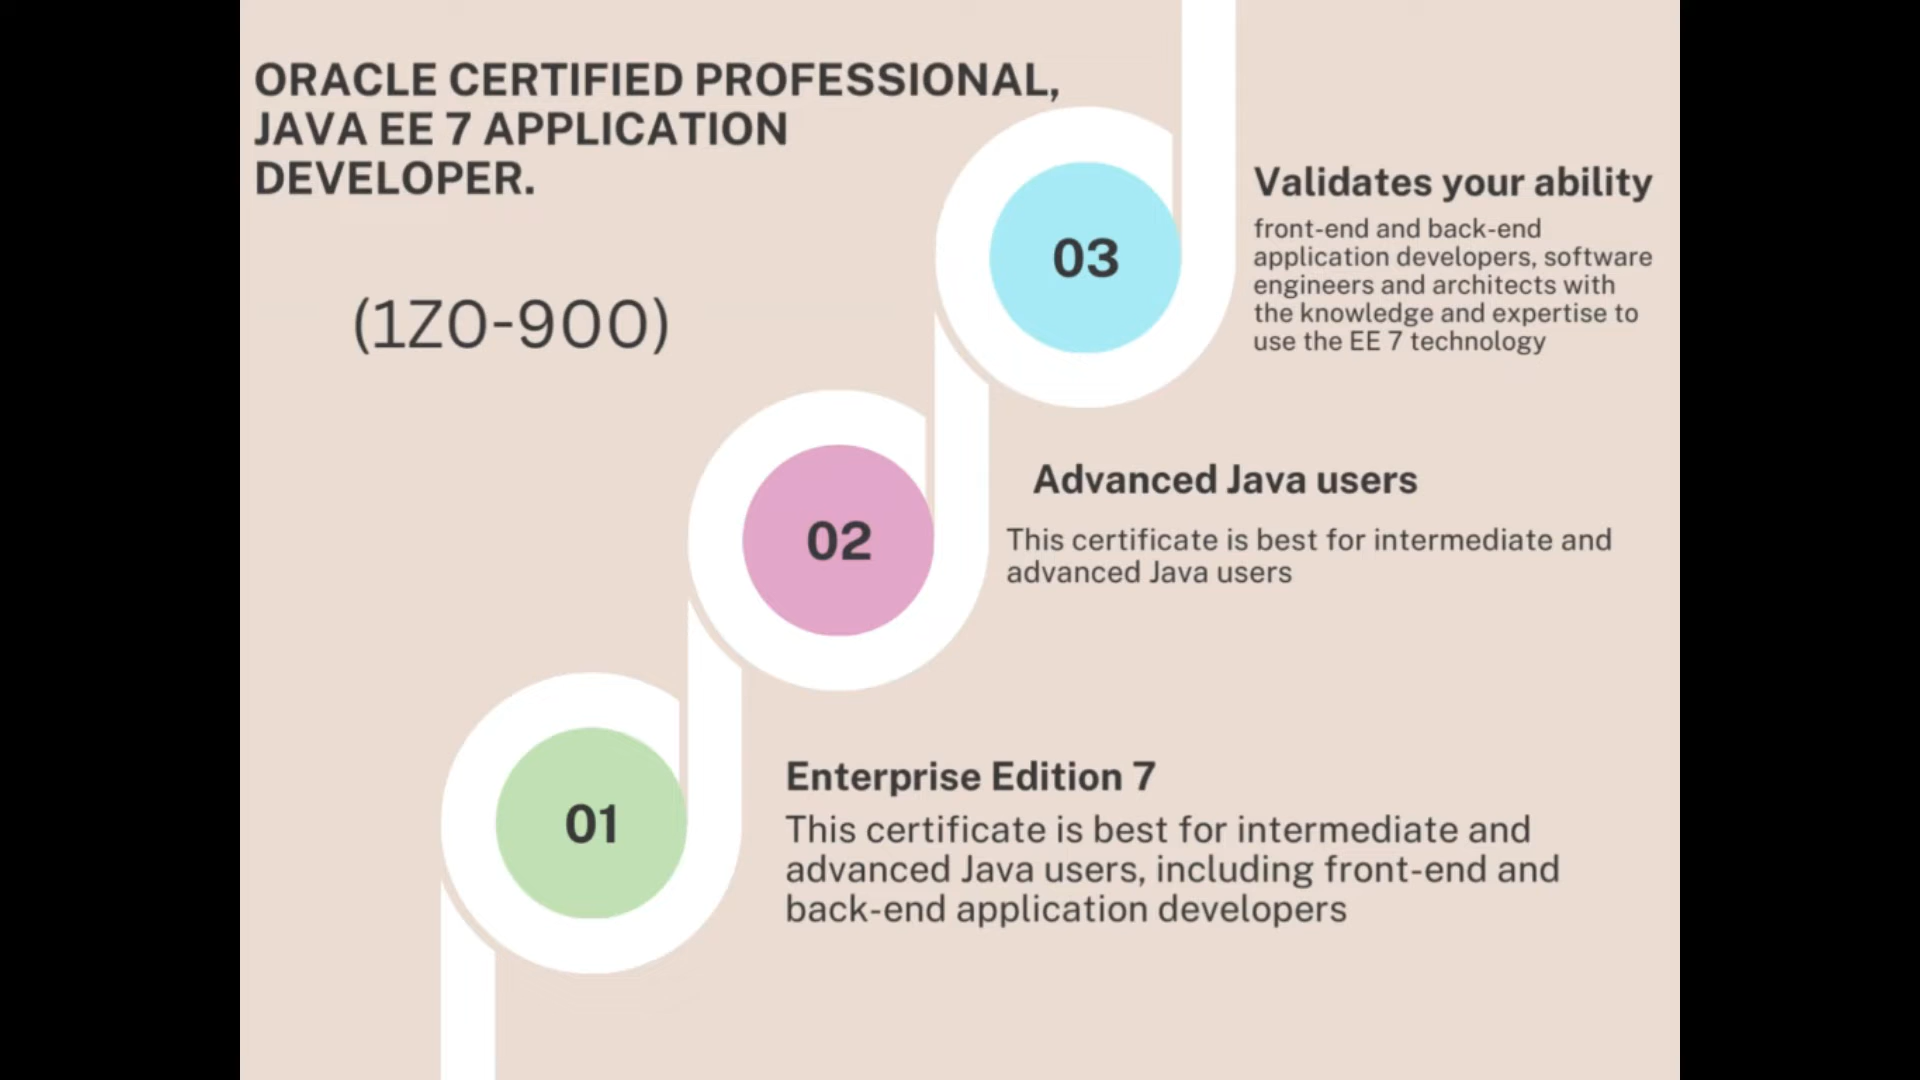 ORACLE CERTIFIED PROFESSIONAL,
JAVA EE 7 APPLICATION
DEVELOPER.
(1Z0-900)
03
Validates your ability
front-end and back-end
application developers, software
engineers and architects with
the knowledge and expertise to
use the EE 7 technology
02
Advanced Java users
This certificate is best for intermediate and
advanced Java users
01
Enterprise Edition 7
This certificate is best for intermediate and
advanced Java users, including front-end and
back-end application developers